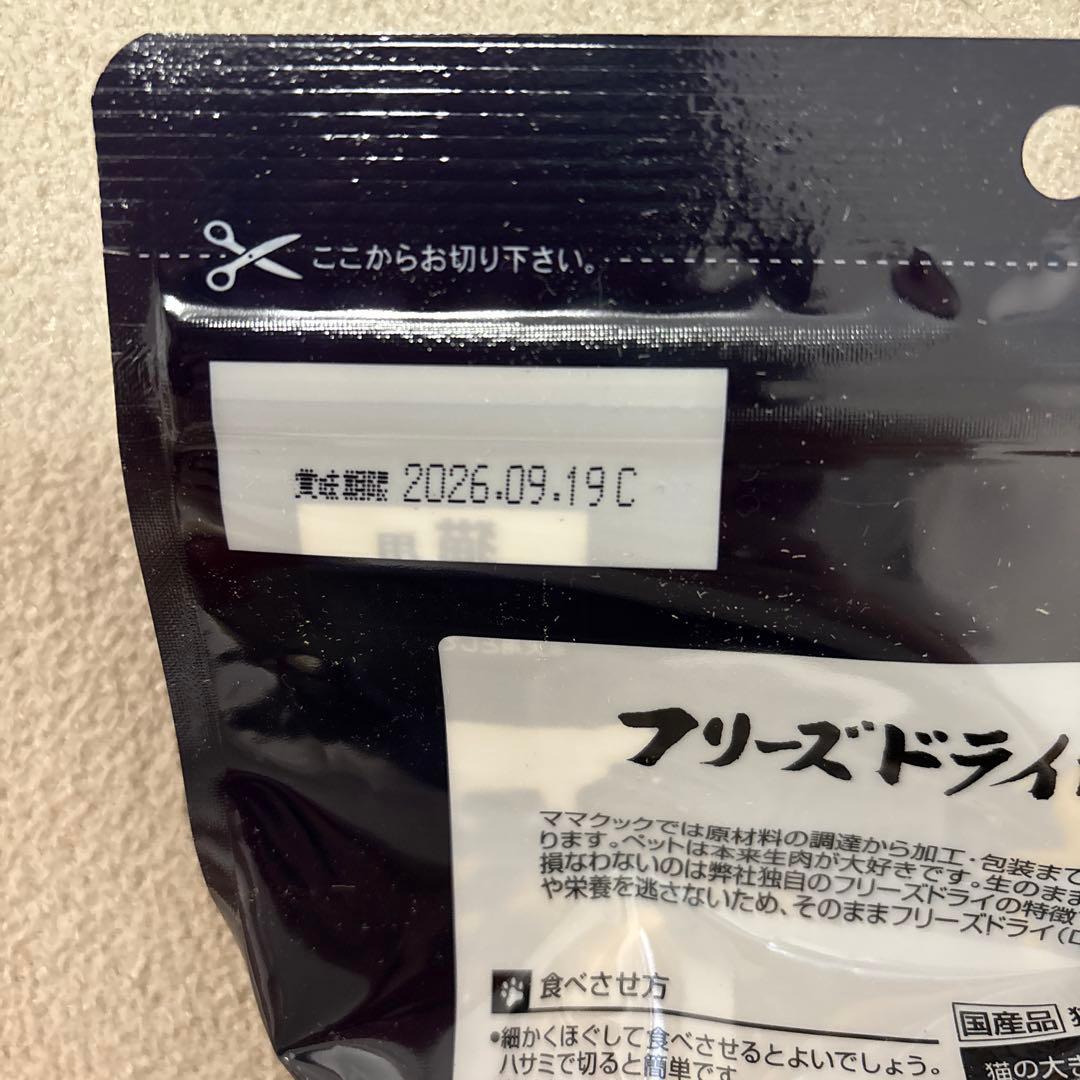 ここからお切り下さい。
賞味期限 2026.09.19 C
猫用
フリーズドライ
ママクックでは原材料の調達から加工・包装まで
ります。ペットは本来生肉が大好きです。生のまま
損なわないのは弊社独自のフリーズドライの特徴
や栄養を逃さないため、そのままフリーズドライ(
食べさせ方
•細かくほぐして食べさせるとよいでしょう。
ハサミで切ると簡単です
国産品
猫の大き